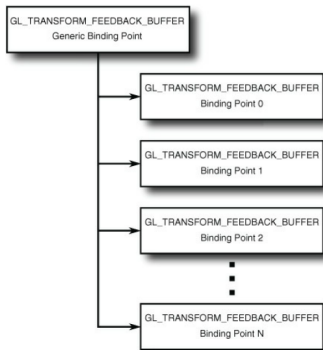 GL_TRANSFORM_FEEDBACK_BUFFER
Generic Binding Point
GL_TRANSFORM_FEEDBACK_BUFFER
Binding Point 0
GL_TRANSFORM_FEEDBACK_BUFFER
Binding Point 1
GL_TRANSFORM_FEEDBACK_BUFFER
Binding Point 2
GL_TRANSFORM_FEEDBACK_BUFFER
Binding Point N